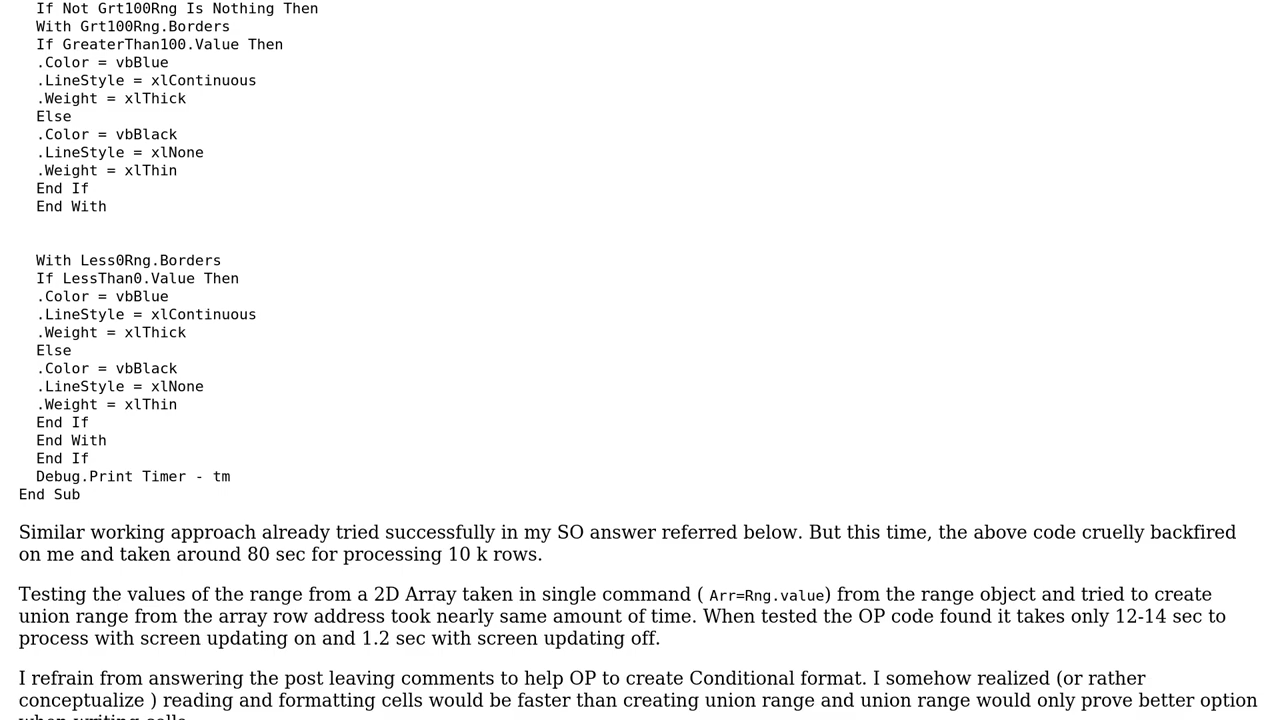 If Not Grt100Rng Is Nothing Then
With Grt100Rng.Borders
If GreaterThan100.Value Then
.Color = vbBlue
.LineStyle = xlContinuous
.Weight = xlThick
Else
.Color = vbBlack
.LineStyle = xlNone
.Weight = xlThin
End If
End With
With Less0Rng.Borders
If LessThan0.Value Then
.Color = vbBlue
.LineStyle = xlContinuous
.Weight = xlThick
Else
.Color = vbBlack
.LineStyle = xlNone
.Weight = xlThin
End If
End With
End If
Debug.Print Timer - tm
End Sub
Similar working approach already tried successfully in my SO answer referred below. But this time, the above code cruelly backfired
on me and taken around 80 sec for processing 10 k rows.
Testing the values of the range from a 2D Array taken in single command ( Arr=Rng.value) from the range object and tried to create
union range from the array row address took nearly same amount of time. When tested the OP code found it takes only 12-14 sec to
process with screen updating on and 1.2 sec with screen updating off.
I refrain from answering the post leaving comments to help OP to create Conditional format. I somehow realized (or rather
conceptualize ) reading and formatting cells would be faster than creating union range and union range would only prove better option
when writing cells.